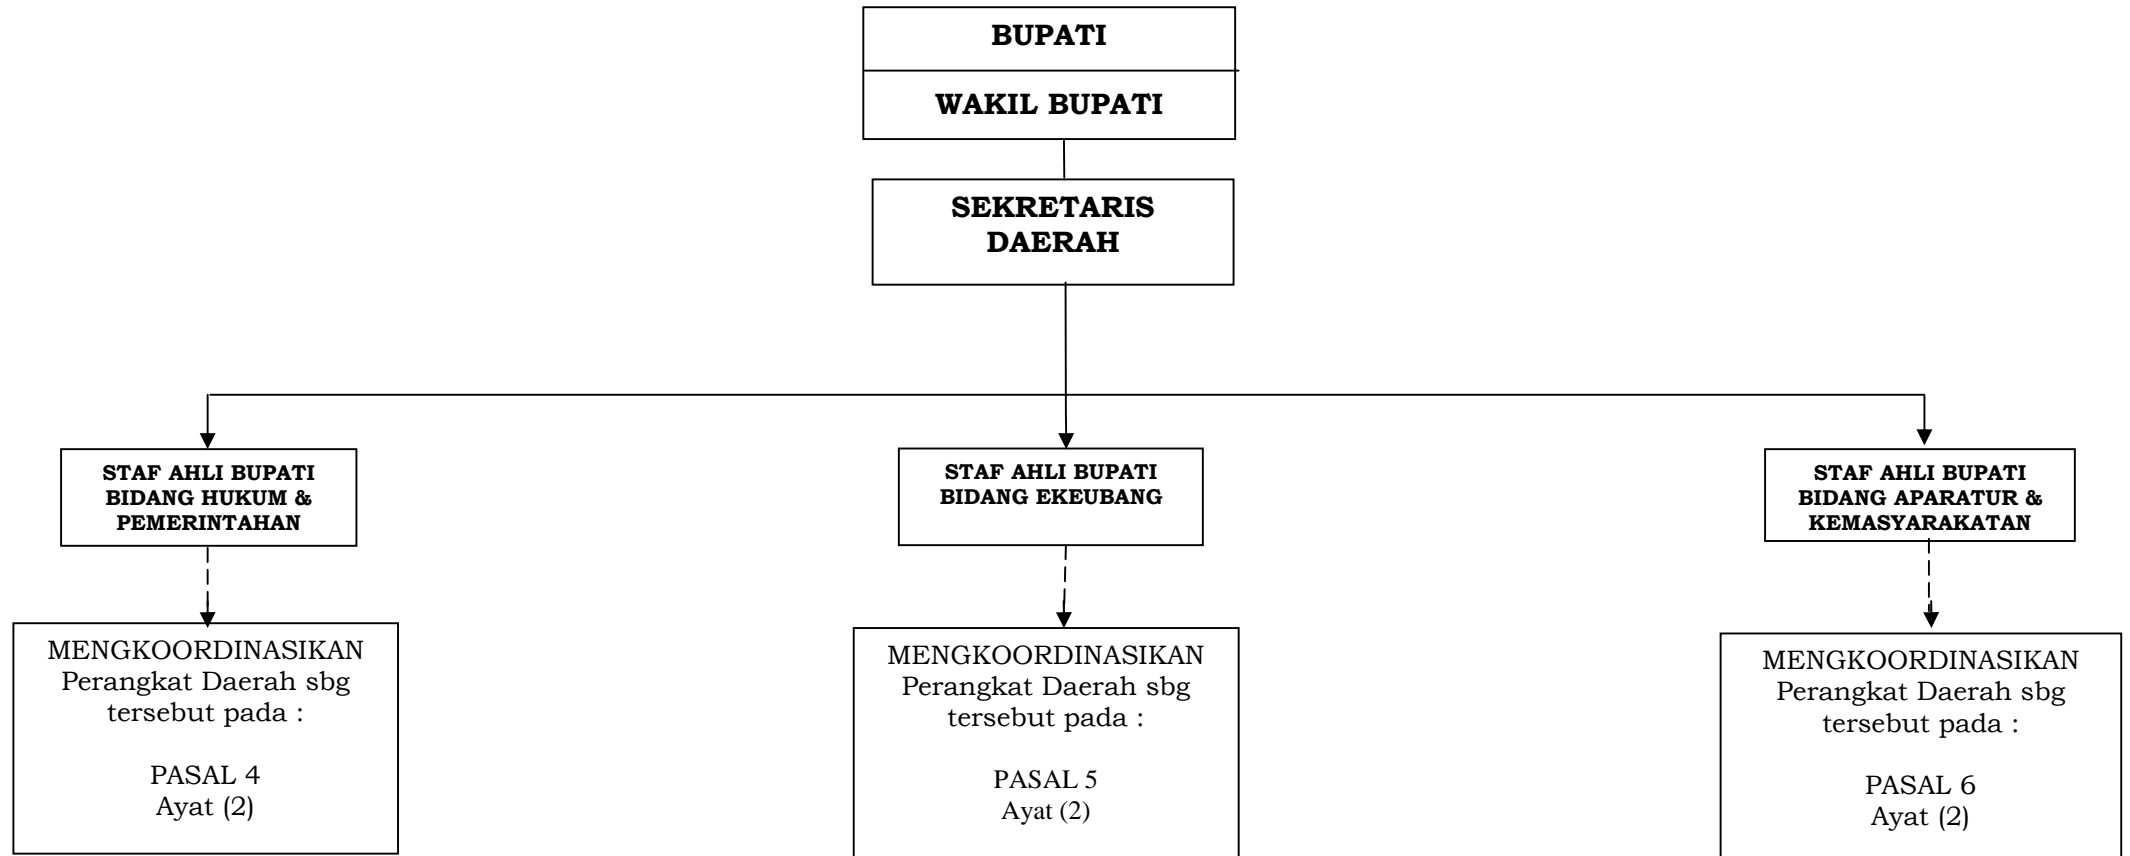 BUPATI
WAKIL BUPATI
SEKRETARIS
DAERAH
STAF AHLI BUPATI
BIDANG HUKUM &
PEMERINTAHAN
STAF AHLI BUPATI
BIDANG EKEUBANG
STAF AHLI BUPATI
BIDANG APARATUR &
KEMASYARAKATAN
MENGKOORDINASIKAN
Perangkat Daerah sbg
tersebut pada :
PASAL 4
Ayat (2)
MENGKOORDINASIKAN
Perangkat Daerah sbg
tersebut pada :
PASAL 5
Ayat (2)
MENGKOORDINASIKAN
Perangkat Daerah sbg
tersebut pada :
PASAL 6
Ayat (2)